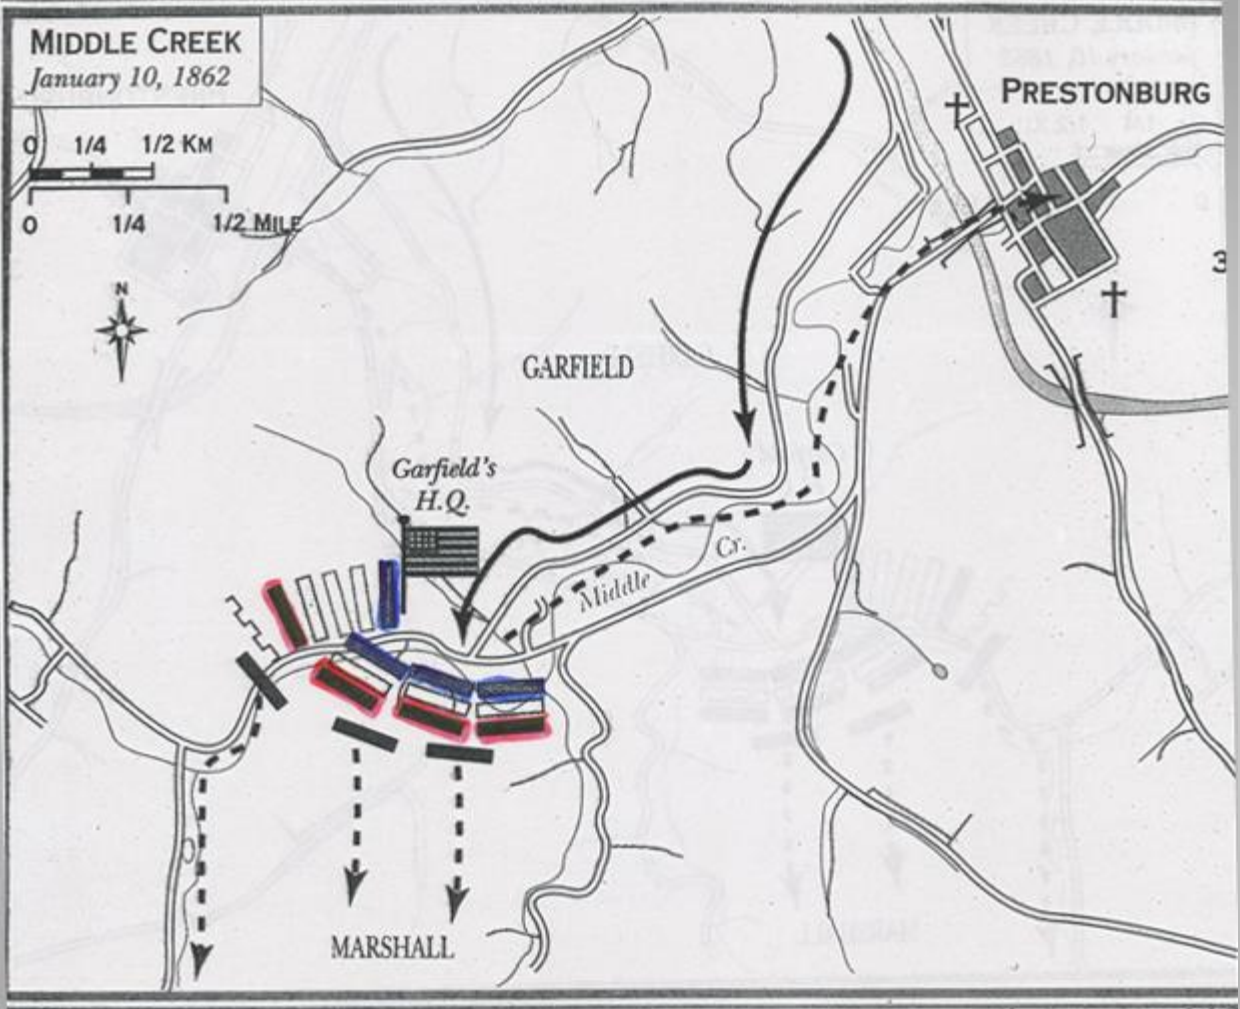 MIDDLE CREEK
January 10, 1862
0 1/4 1/2 KM
0 1/4 1/2 MILE
N
PRESTONBURG
3
GARFIELD
Garfield's
H.Q.
Middle Cr.
MARSHALL